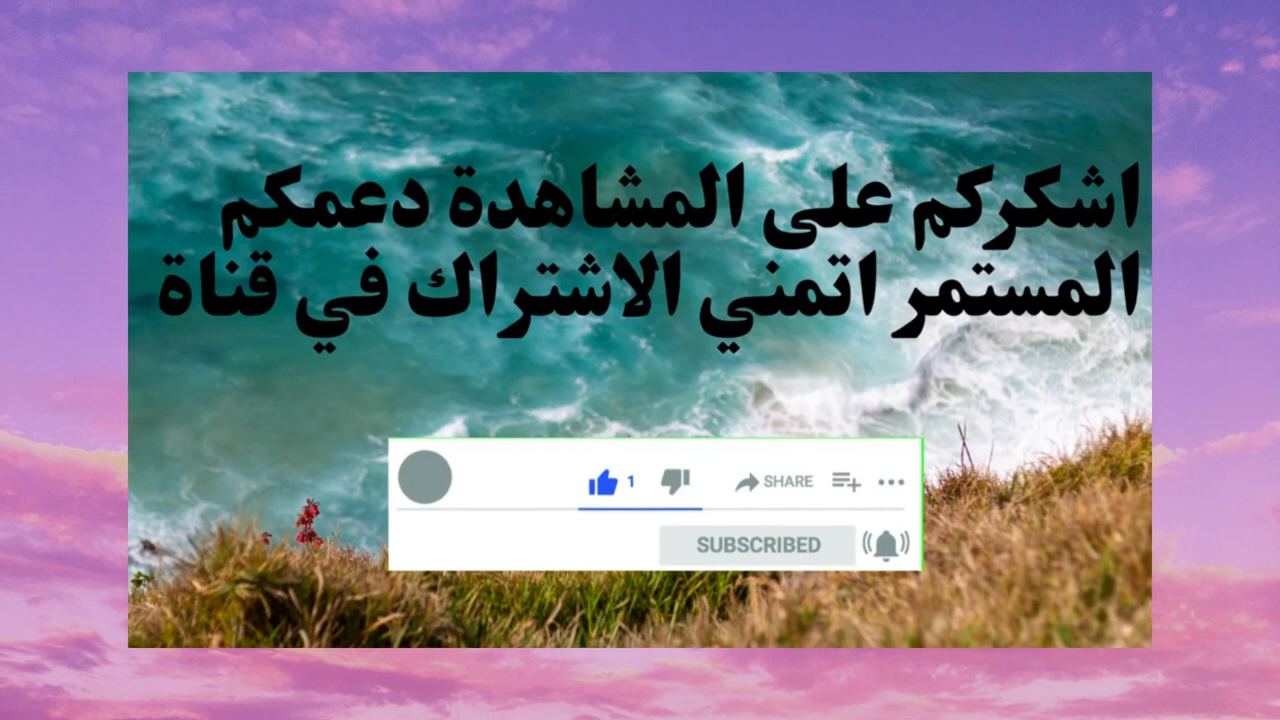 اشكركم على المشاهدة دعمكم
المستمر اتمني الاشتراك في قناة
1 SHARE
SUBSCRIBED